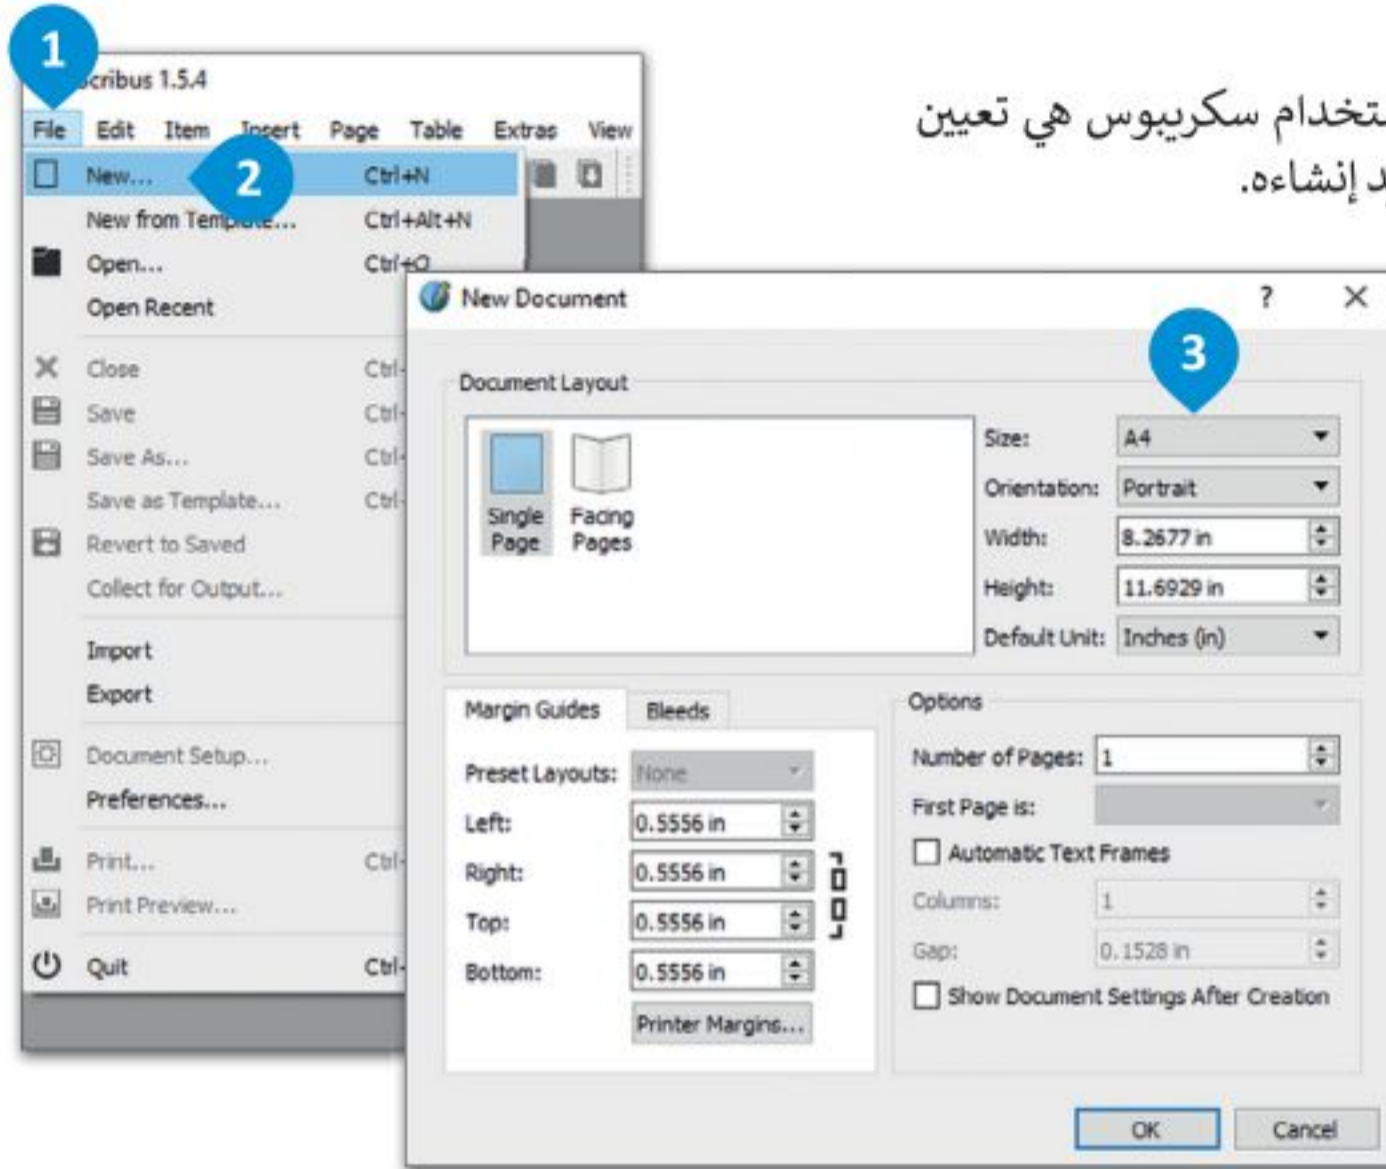 تخدام سكريبوس هي تعيين
د إنشاءه.
1
cribus 1.5.4
File Edit Item Insert Page Table Extras View
New... 2 Ctrl+N
New from Template... Ctrl+Alt+N
Open... Ctrl+O
Open Recent
Close Ctrl-
Save Ctrl-
Save As... Ctrl-
Save as Template... Ctrl-
Revert to Saved
Collect for Output...
Import
Export
Document Setup...
Preferences...
Print... Ctrl-
Print Preview...
Quit Ctrl-
New Document ? X
3
Document Layout
Single Page
Facing Pages
Size: A4
Orientation: Portrait
Width: 8.2677 in
Height: 11.6929 in
Default Unit: Inches (in)
Margin Guides Bleeds
Preset Layouts: None
Left: 0.5556 in
Right: 0.5556 in
Top: 0.5556 in
Bottom: 0.5556 in
Printer Margins...
Options
Number of Pages: 1
First Page is:
Automatic Text Frames
Columns: 1
Gap: 0.1528 in
Show Document Settings After Creation
OK Cancel